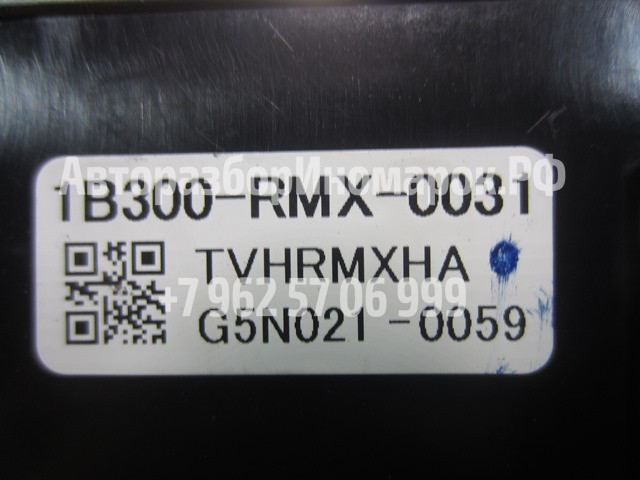 АвторазборИномарок.РФ
1B300-RMX-0031
TVHRMXHA
+7 962 57 06 999
G5N021-0059